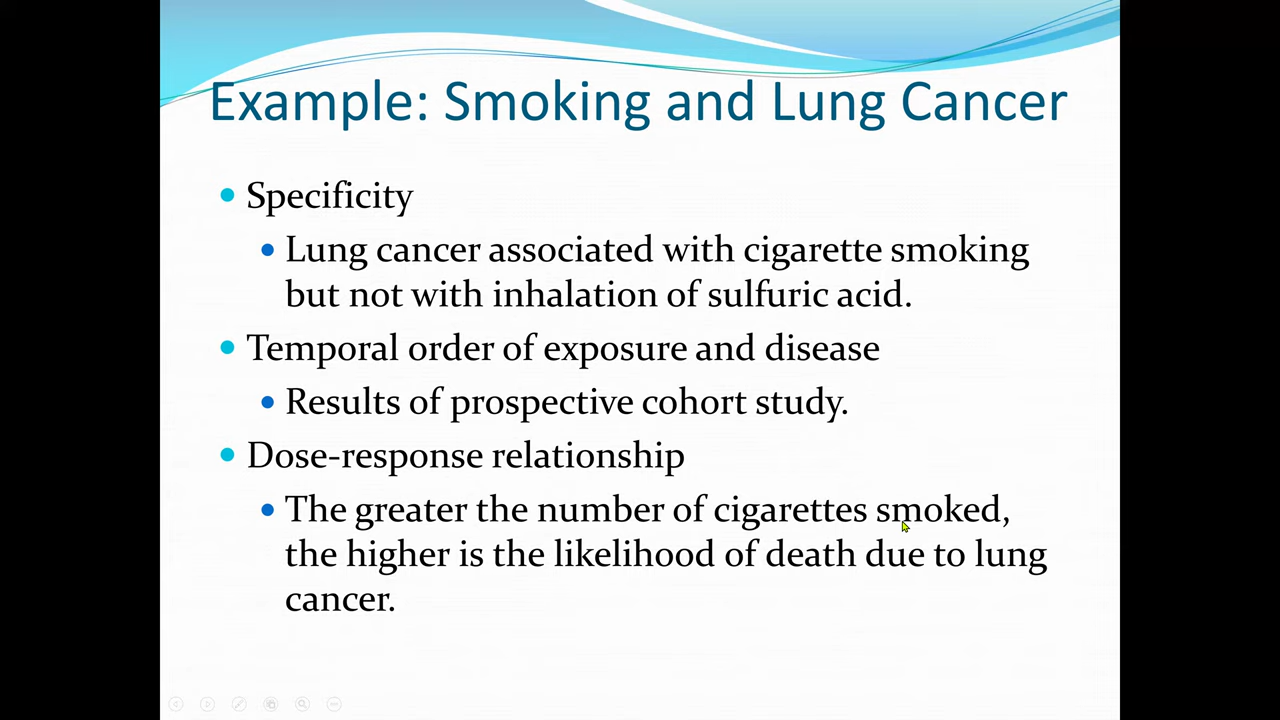 Example: Smoking and Lung Cancer
Specificity
Lung cancer associated with cigarette smoking
but not with inhalation of sulfuric acid.
Temporal order of exposure and disease
Results of prospective cohort study.
Dose-response relationship
The greater the number of cigarettes smoked,
the higher is the likelihood of death due to lung
cancer.